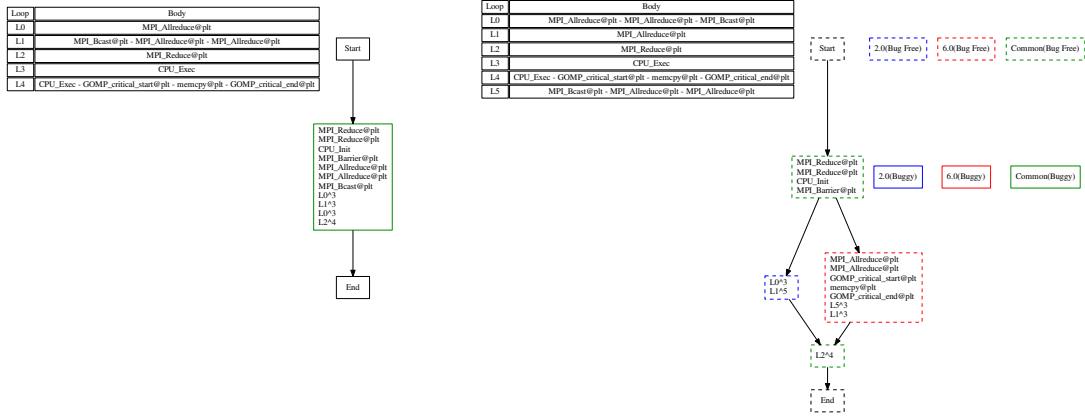 Loop Body
L0 MPI_Allreduce@plt
L1 MPI_Bcast@plt - MPI_Allreduce@plt - MPI_Allreduce@plt
L2 MPI_Reduce@plt
L3 CPU_Exec
L4 CPU_Exec - GOMP_critical_start@plt - memcpy@plt - GOMP_critical_end@plt
Start
MPI_Reduce@plt
MPI_Reduce@plt
CPU_Init
MPI_Barrier@plt
MPI_Allreduce@plt
MPI_Allreduce@plt
MPI_Bcast@plt
L0^3
L1^3
L0^3
L2^4
End
Loop Body
L0 MPI_Allreduce@plt - MPI_Allreduce@plt - MPI_Bcast@plt
L1 MPI_Allreduce@plt
L2 MPI_Reduce@plt
L3 CPU_Exec
L4 CPU_Exec - GOMP_critical_start@plt - memcpy@plt - GOMP_critical_end@plt
L5 MPI_Bcast@plt - MPI_Allreduce@plt - MPI_Allreduce@plt
Start
2.0(Bug Free)
6.0(Bug Free)
Common(Bug Free)
MPI_Reduce@plt
MPI_Reduce@plt
CPU_Init
MPI_Barrier@plt
2.0(Buggy)
6.0(Buggy)
Common(Buggy)
L0^3
L1^5
MPI_Allreduce@plt
MPI_Allreduce@plt
GOMP_critical_start@plt
memcpy@plt
GOMP_critical_end@plt
L5^3
L1^3
L2^4
End